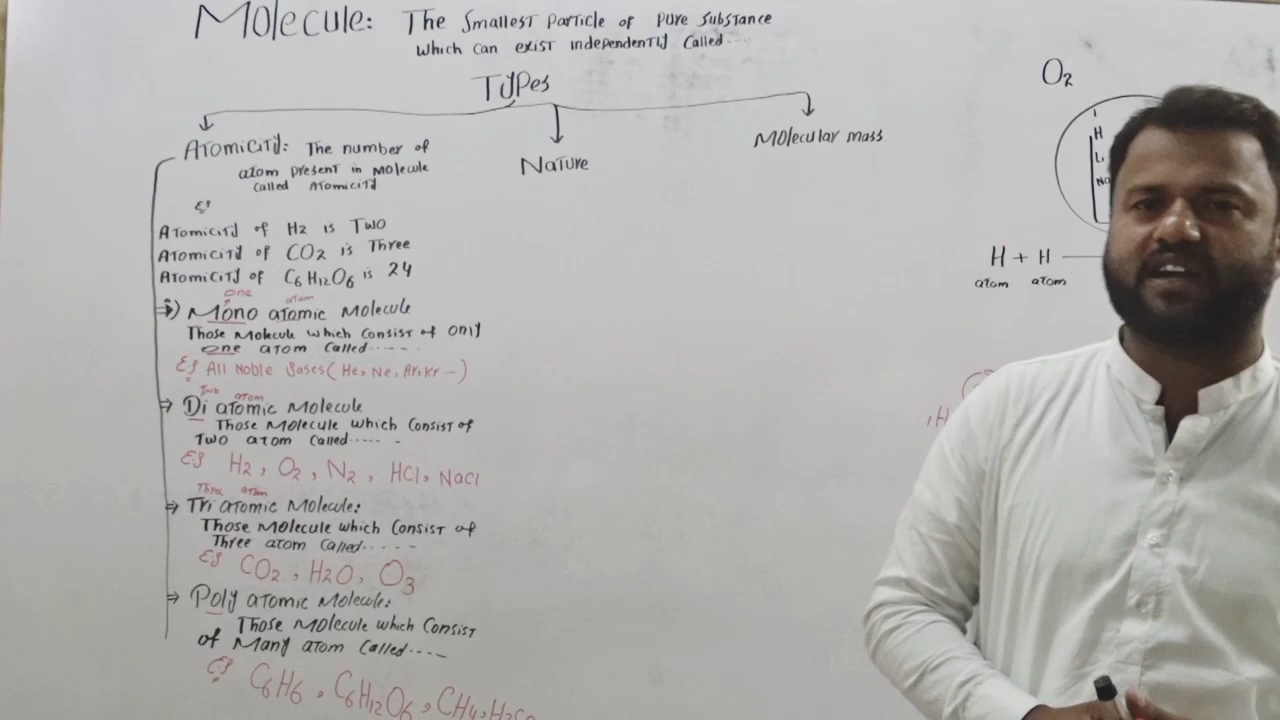 Molecule: The Smallest Particle of Pure Substance
which can exist independently called....
Types
Atomicity: The number of
atom present in Molecule
called Atomicity
Nature
Molecular mass
Eg
Atomicity of H2 is Two
Atomicity of CO2 is Three
Atomicity of C6H12O6 is 24
one atom
i) Mono atomic Molecule
Those Molecule which consist of only
one atom called.....
Eg All Noble Gases (He, Ne, Ar, Kr --)
Two atom
⇒ Di atomic Molecule
Those Molecule which consist of
Two atom called.....
Eg H2, O2, N2, HCl, NaCl
Three atom
⇒ Tri atomic Molecule:
Those Molecule which consist of
Three atom called.....
Eg CO2, H2O, O3
⇒ Poly atomic Molecule:
Those Molecule which consist
of Many atom called....
Eg C6H6, C6H12O6, CH4,
O2
H
Li
Na
H + H
atom atom
H